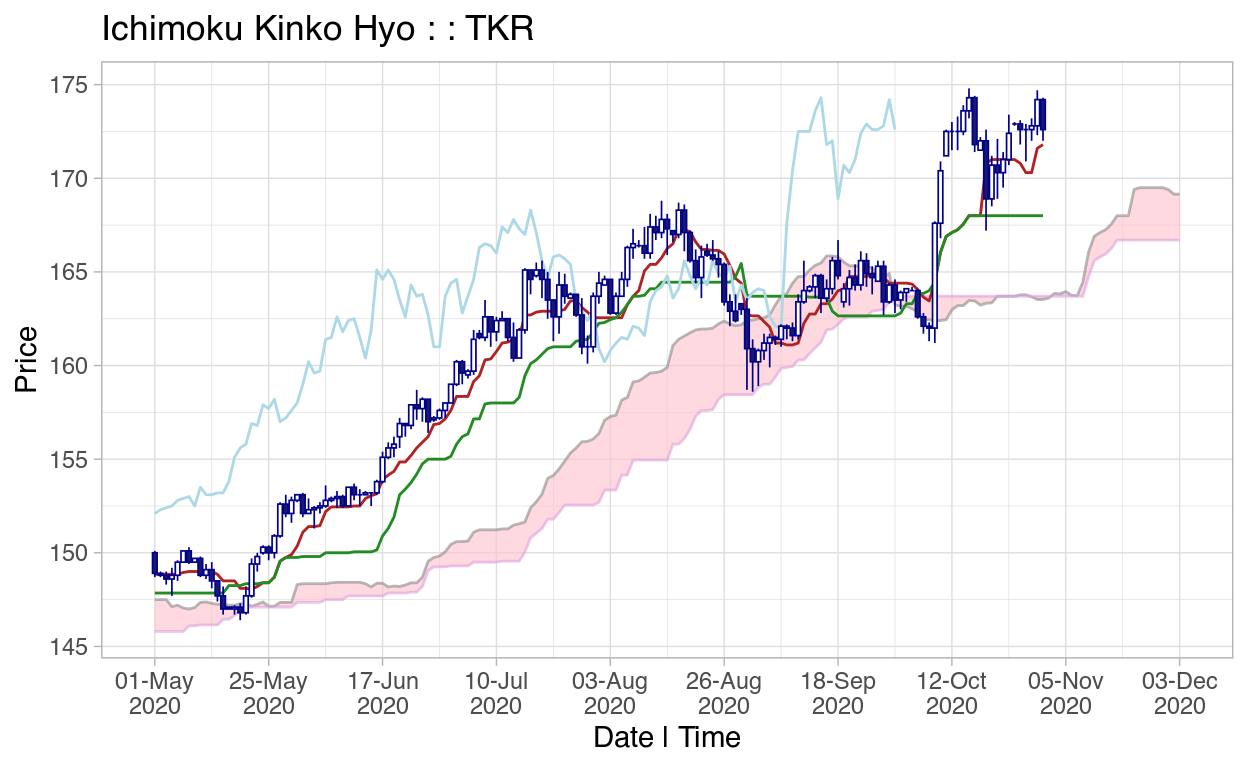 Ichimoku Kinko Hyo : : TKR
175
170
165
160
155
150
145
Price
01-May 25-May 17-Jun 10-Jul 03-Aug 26-Aug 18-Sep 12-Oct 05-Nov 03-Dec
2020 2020 2020 2020 2020 2020 2020 2020 2020 2020
Date | Time